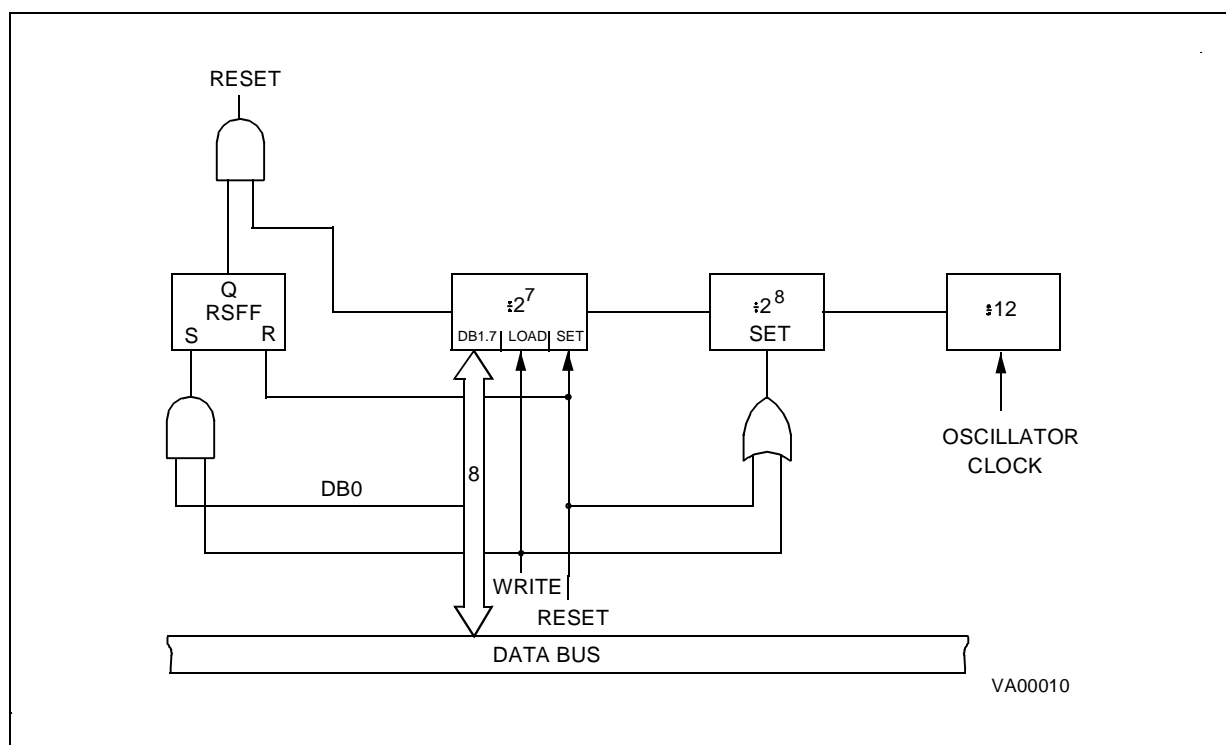 RESET
Q
RSFF
S R
÷2⁷
DB1.7 LOAD SET
÷2⁸
SET
÷12
OSCILLATOR
CLOCK
DB0
8
WRITE
RESET
DATA BUS
VA00010